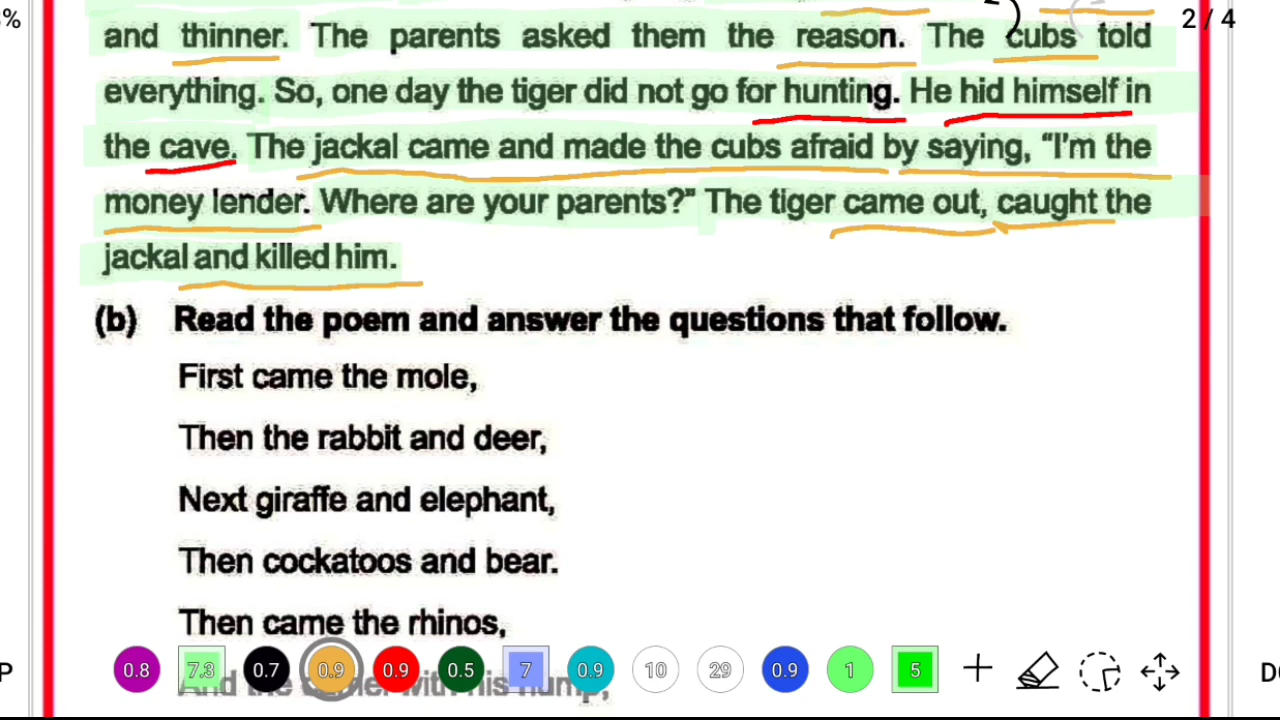 % 2 / 4
and thinner. The parents asked them the reason. The cubs told
everything. So, one day the tiger did not go for hunting. He hid himself in
the cave. The jackal came and made the cubs afraid by saying, “I’m the
money lender. Where are your parents?” The tiger came out, caught the
jackal and killed him.
(b) Read the poem and answer the questions that follow.
First came the mole,
Then the rabbit and deer,
Next giraffe and elephant,
Then cockatoos and bear.
Then came the rhinos,
P 0.8 7.3 0.7 0.9 0.9 0.5 7 0.9 10 29 0.9 1 5 D
And the with his hump,